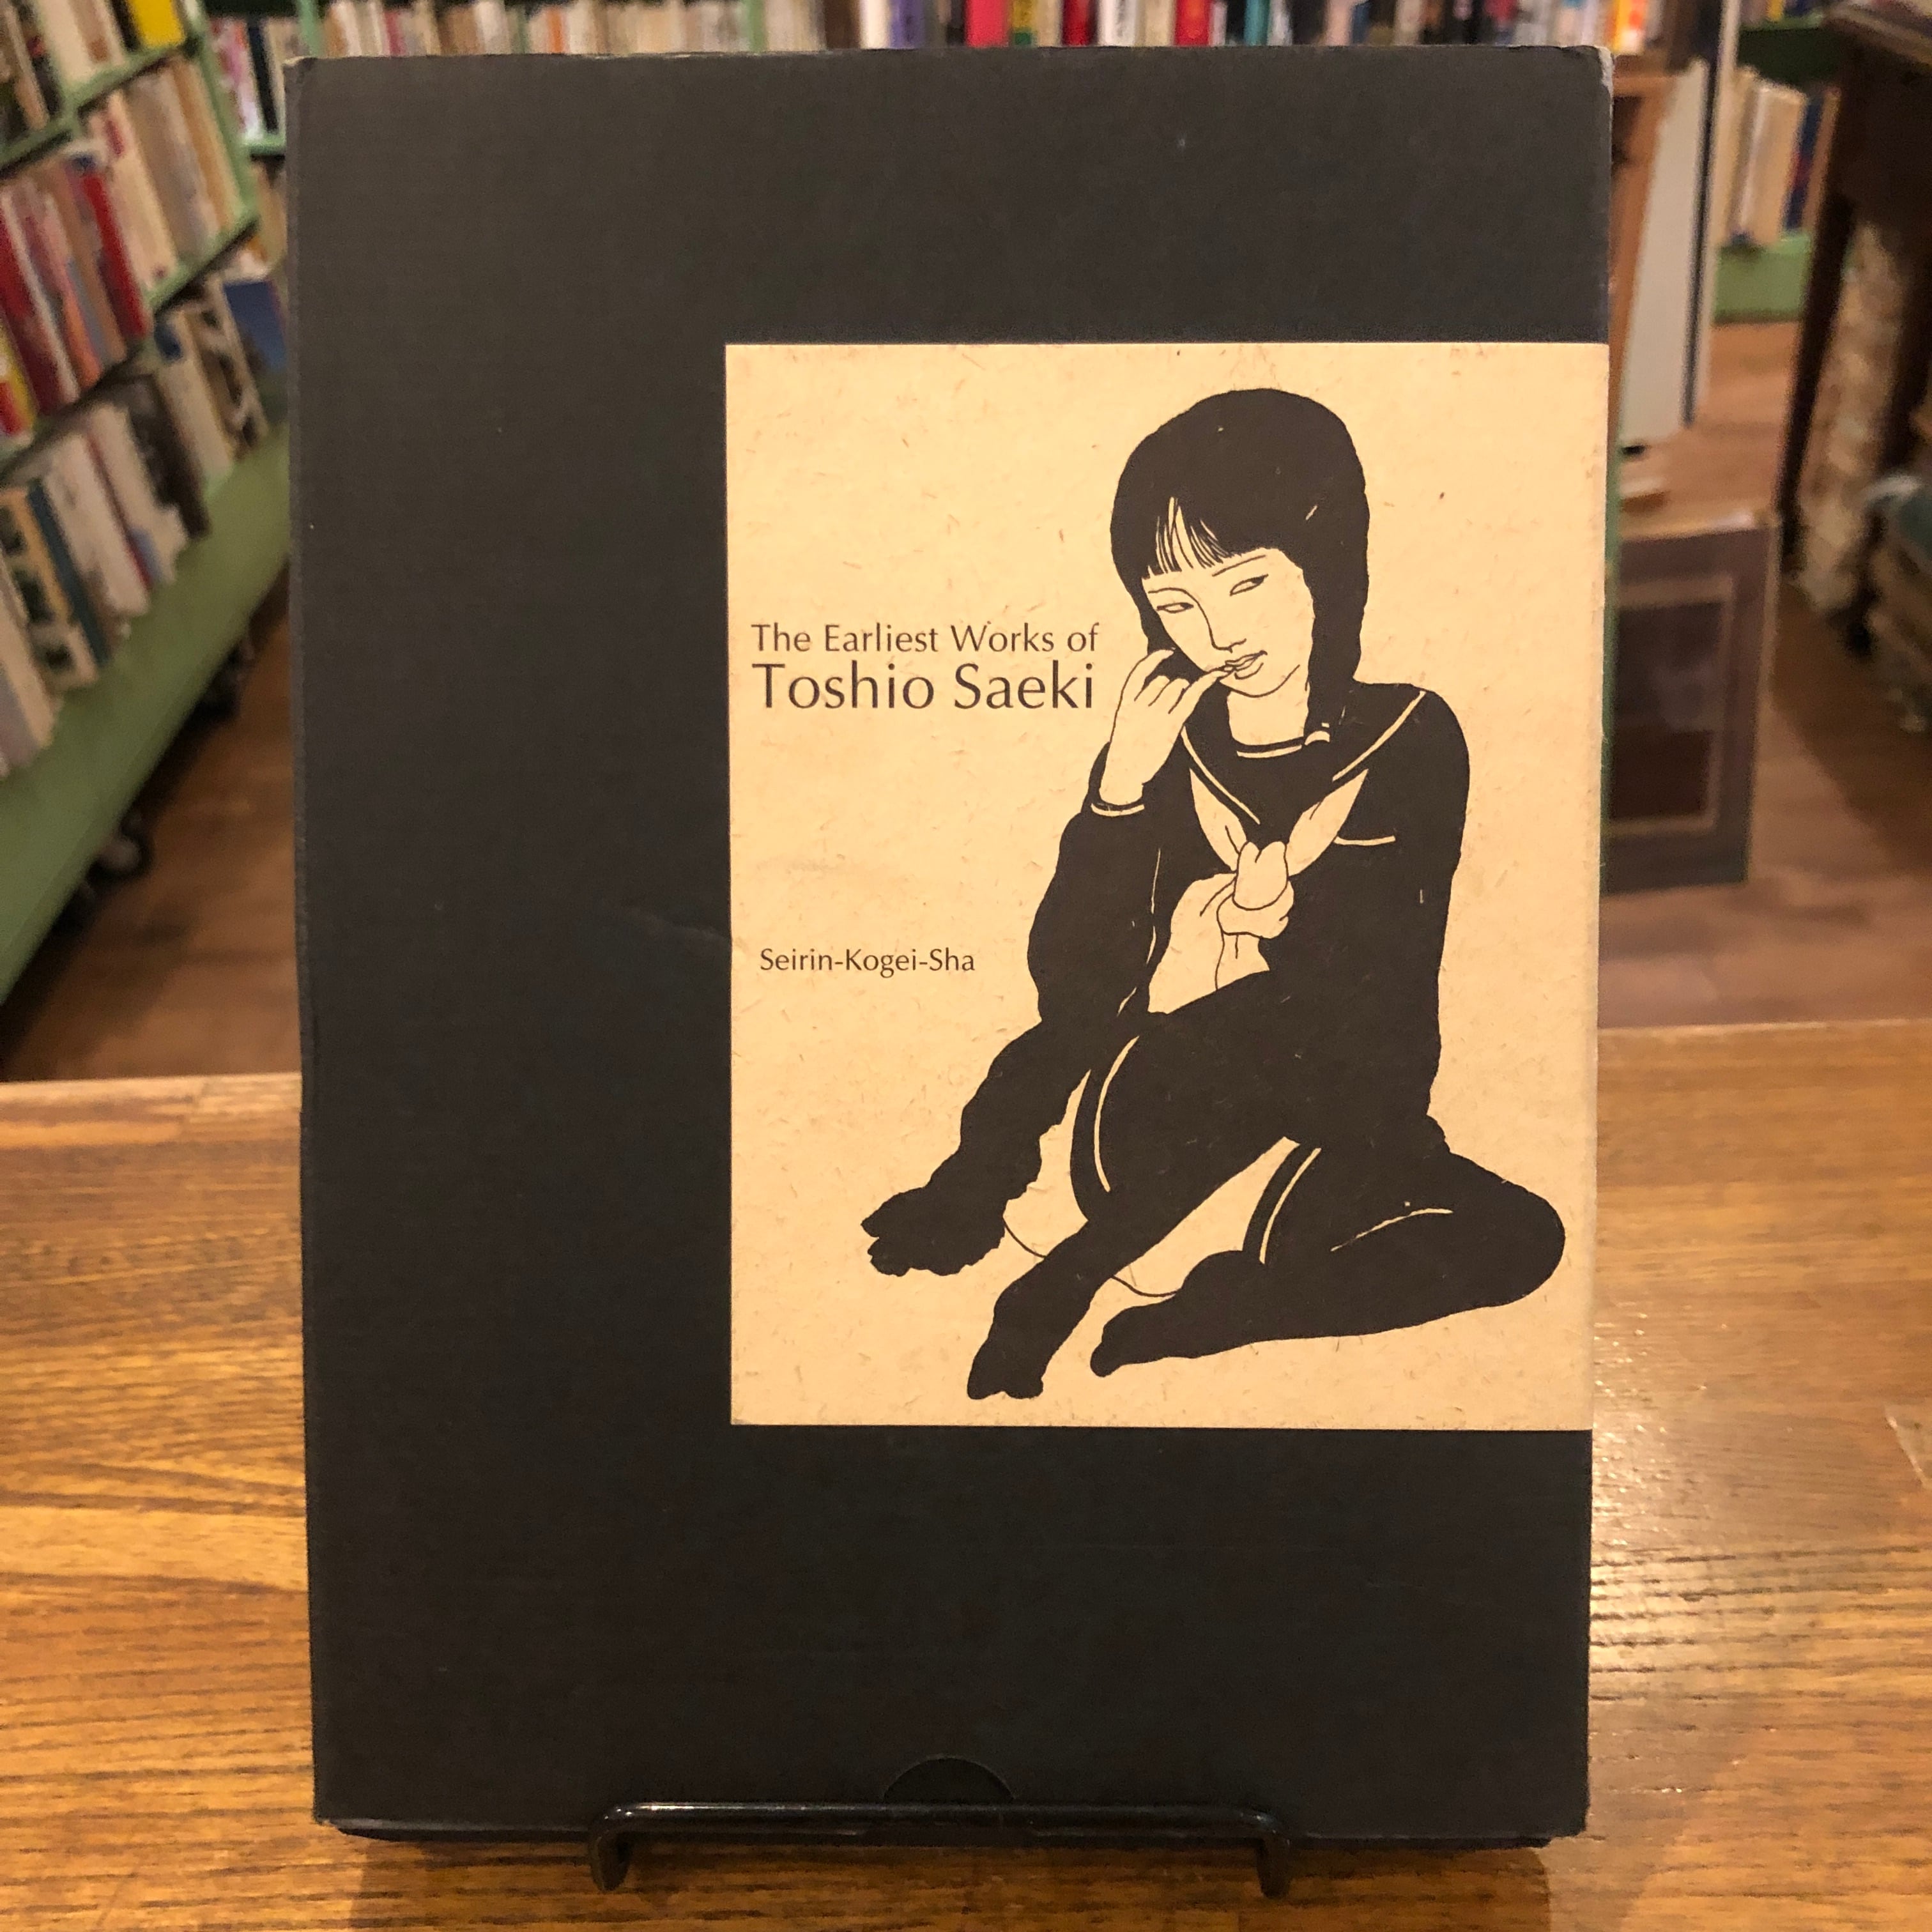 The Earliest Works of
Toshio Saeki
Seirin-Kogei-Sha